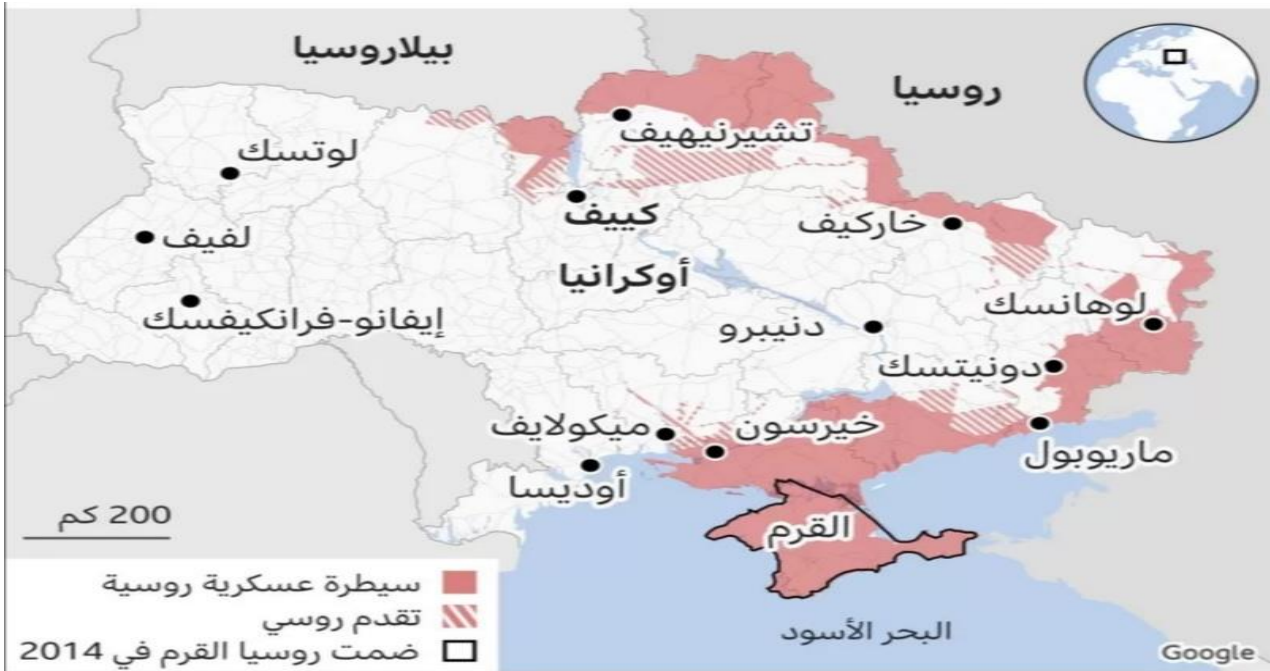 بيلاروسيا
روسيا
تشيرنيهيف
لوتسك
كييف
خاركيف
لفيف
أوكرانيا
لوهانسك
إيفانو-فرانكيفسك
دنيبرو
دونيتسك
ميكولايف
خيرسون
ماريوبول
أوديسا
القرم
200 كم
سيطرة عسكرية روسية
تقدم روسي
ضمت روسيا القرم في 2014
البحر الأسود
Google